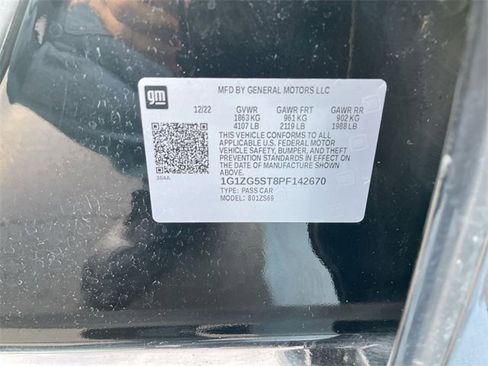 gm
MFD BY GENERAL MOTORS LLC
12/22 GVWR GAWR FRT GAWR RR
1863 KG 961 KG 902 KG
4107 LB 2119 LB 1988 LB
THIS VEHICLE CONFORMS TO ALL
APPLICABLE U.S. FEDERAL MOTOR
VEHICLE SAFETY, BUMPER, AND THEFT
PREVENTION STANDARDS IN EFFECT ON
THE DATE OF MANUFACTURE SHOWN
ABOVE.
1G1ZG5ST8PF142670
TYPE: PASS CAR
MODEL: